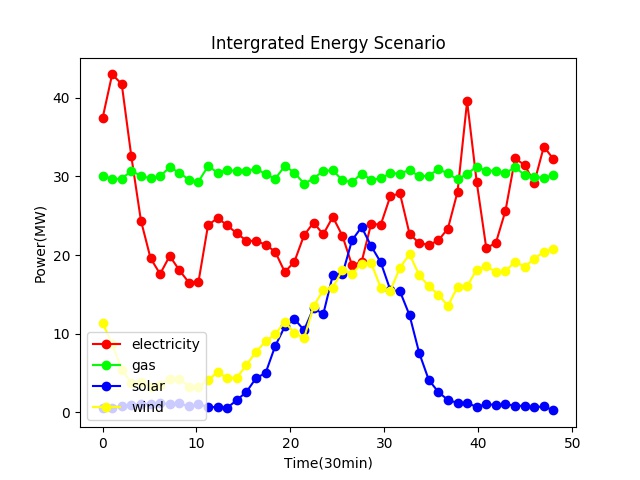 Intergrated Energy Scenario
Power(MW)
40
30
20
10
0
electricity
gas
solar
wind
0 10 20 30 40 50
Time(30min)